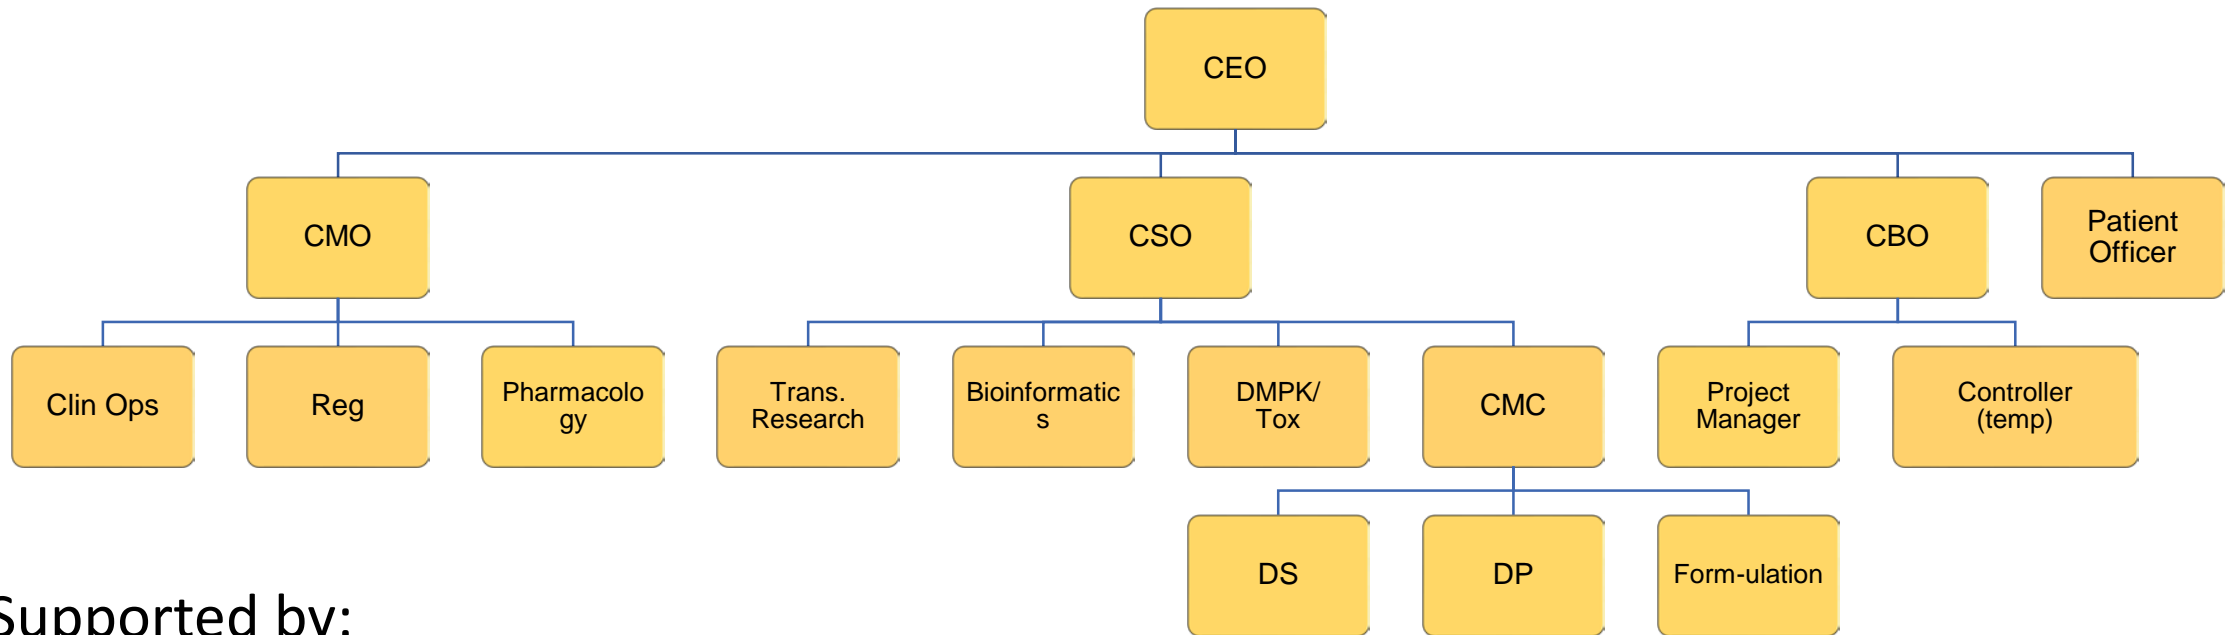 CEO
CMO
CSO
CBO
Patient
Officer
Clin Ops
Reg
Pharmacolo
gy
Trans.
Research
Bioinformatic
s
DMPK/
Tox
CMC
Project
Manager
Controller
(temp)
DS
DP
Form-ulation
Supported by: